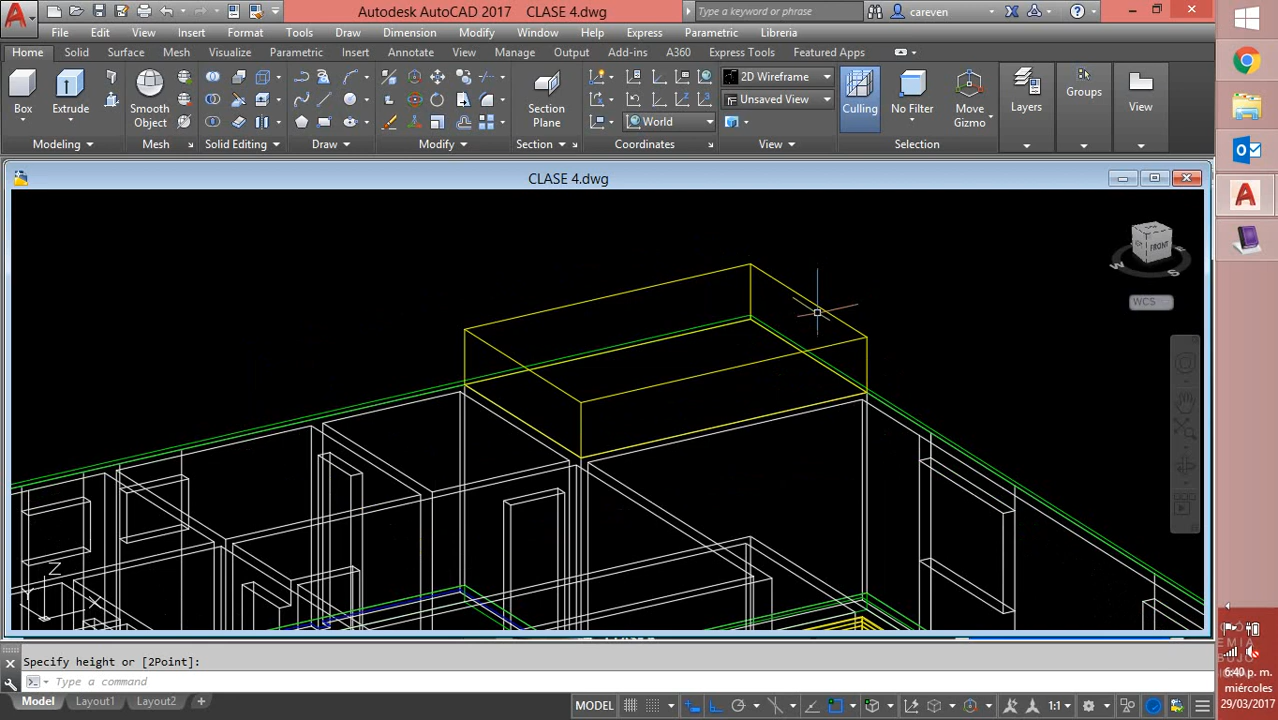 Autodesk AutoCAD 2017 CLASE 4.dwg
Type a keyword or phrase
careven
File Edit View Insert Format Tools Draw Dimension Modify Window Help Express Parametric Libreria
Home Solid Surface Mesh Visualize Parametric Insert Annotate View Manage Output Add-ins A360 Express Tools Featured Apps
Box
Extrude
Smooth
Object
Section
Plane
2D Wireframe
Unsaved View
World
Culling
No Filter
Move
Gizmo
Layers
Groups
View
Modeling
Mesh
Solid Editing
Draw
Modify
Section
Coordinates
View
Selection
CLASE 4.dwg
FRONT
W
S
WCS
Z
X
Specify height or [2Point]:
Type a command
Model Layout1 Layout2 +
MODEL
1:1
6:40 p. m.
miércoles
29/03/2017